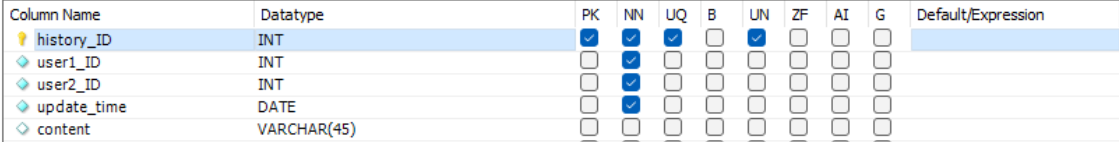 Column Name Datatype PK NN UQ B UN ZF AI G Default/Expression
history_ID INT
user1_ID INT
user2_ID INT
update_time DATE
content VARCHAR(45)